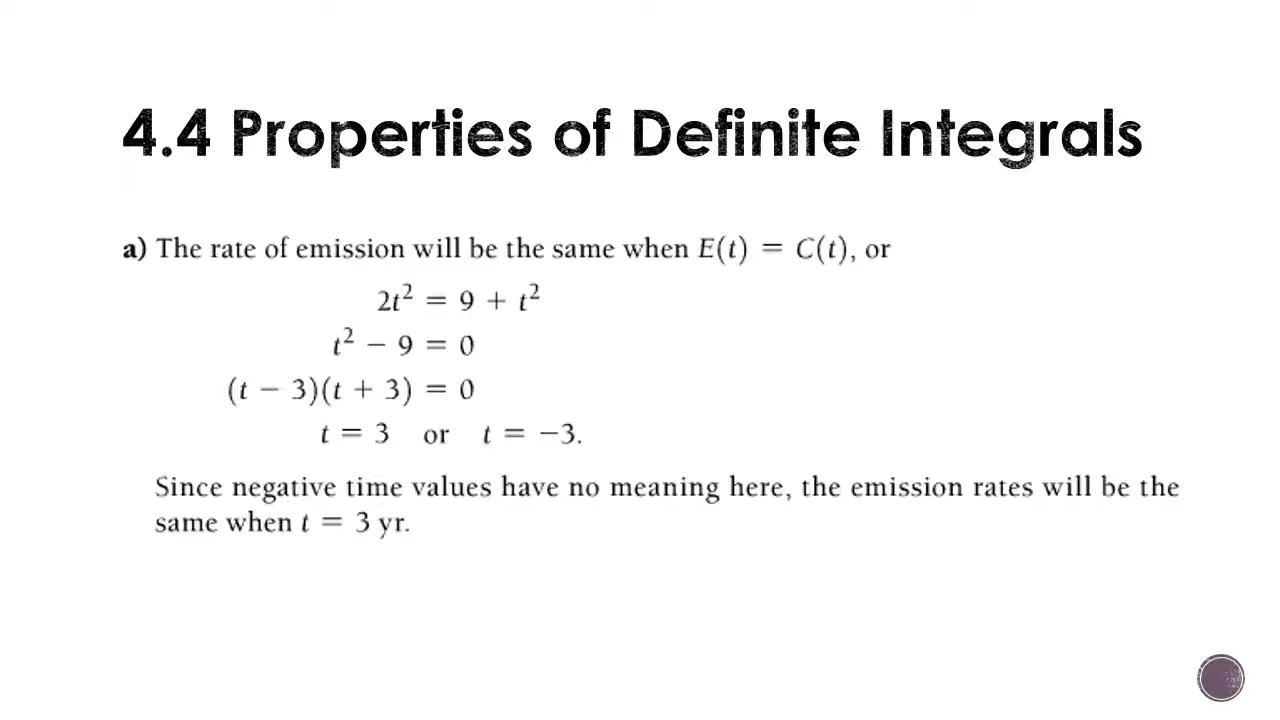 4.4 Properties of Definite Integrals
a) The rate of emission will be the same when E(t) = C(t), or
2t² = 9 + t²
t² − 9 = 0
(t − 3)(t + 3) = 0
t = 3 or t = −3.
Since negative time values have no meaning here, the emission rates will be the
same when t = 3 yr.